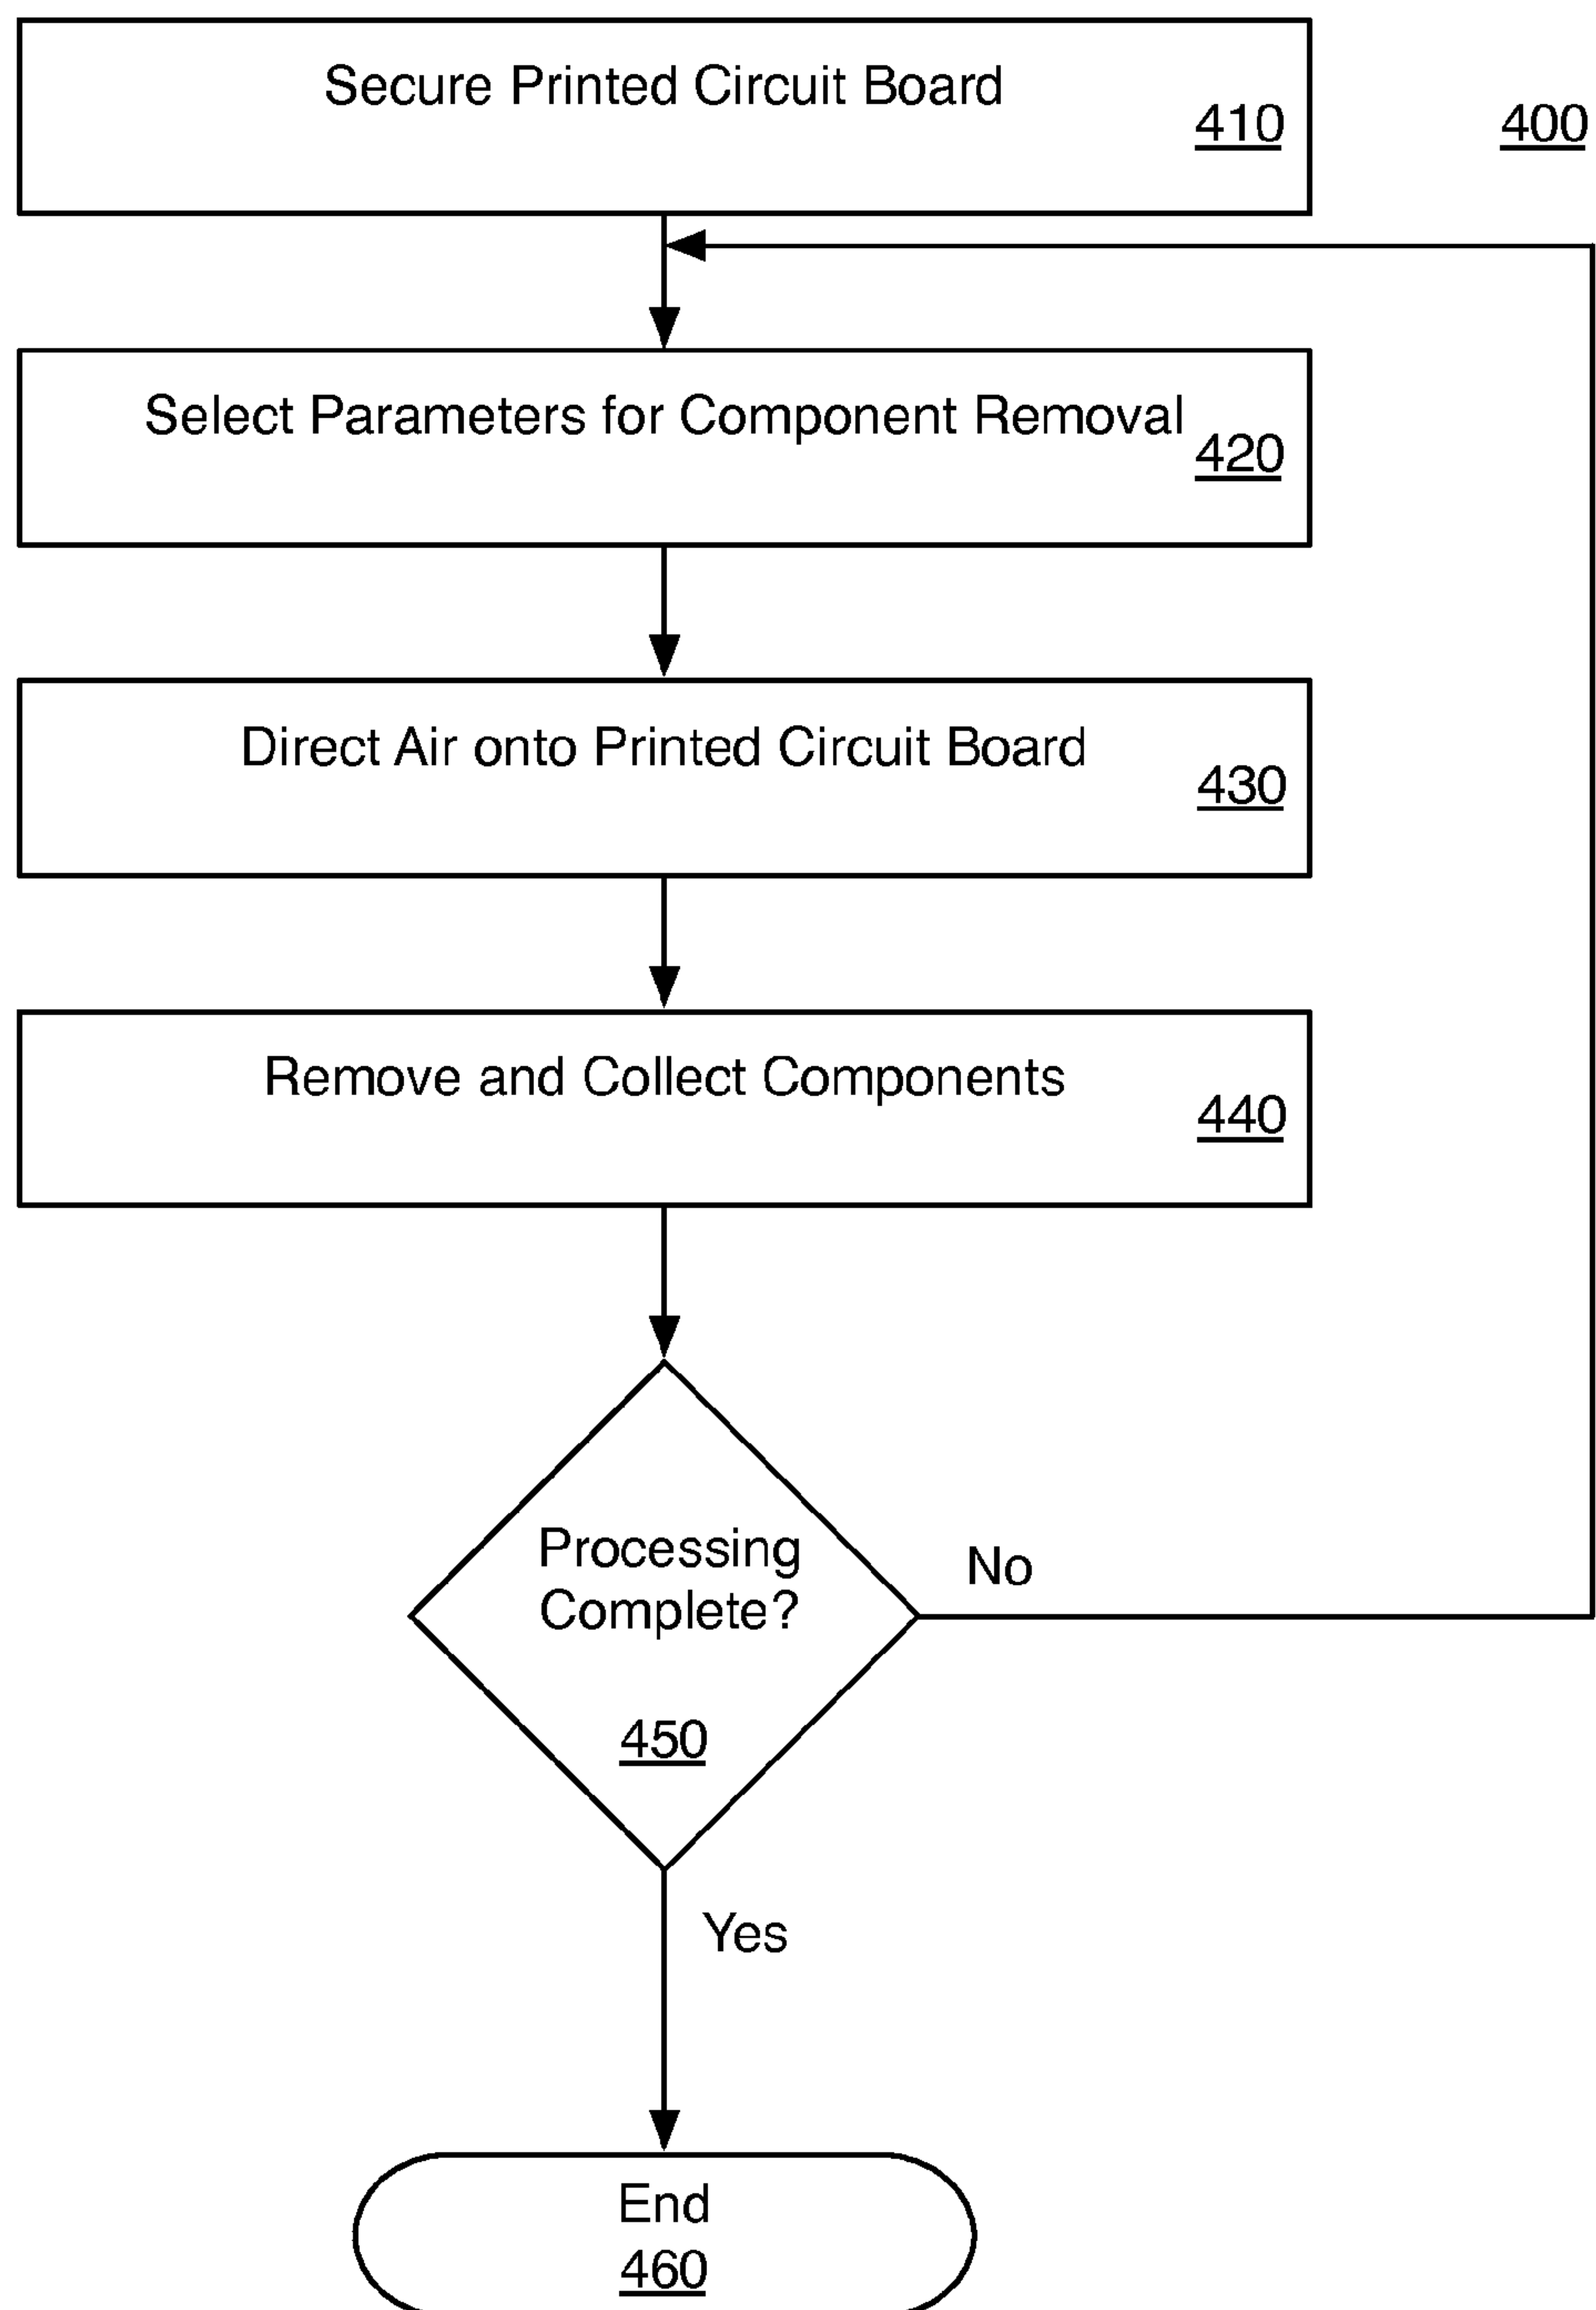 Secure Printed Circuit Board
410
400
Select Parameters for Component Removal
420
Direct Air onto Printed Circuit Board
430
Remove and Collect Components
440
Processing
Complete?
450
No
Yes
End
460